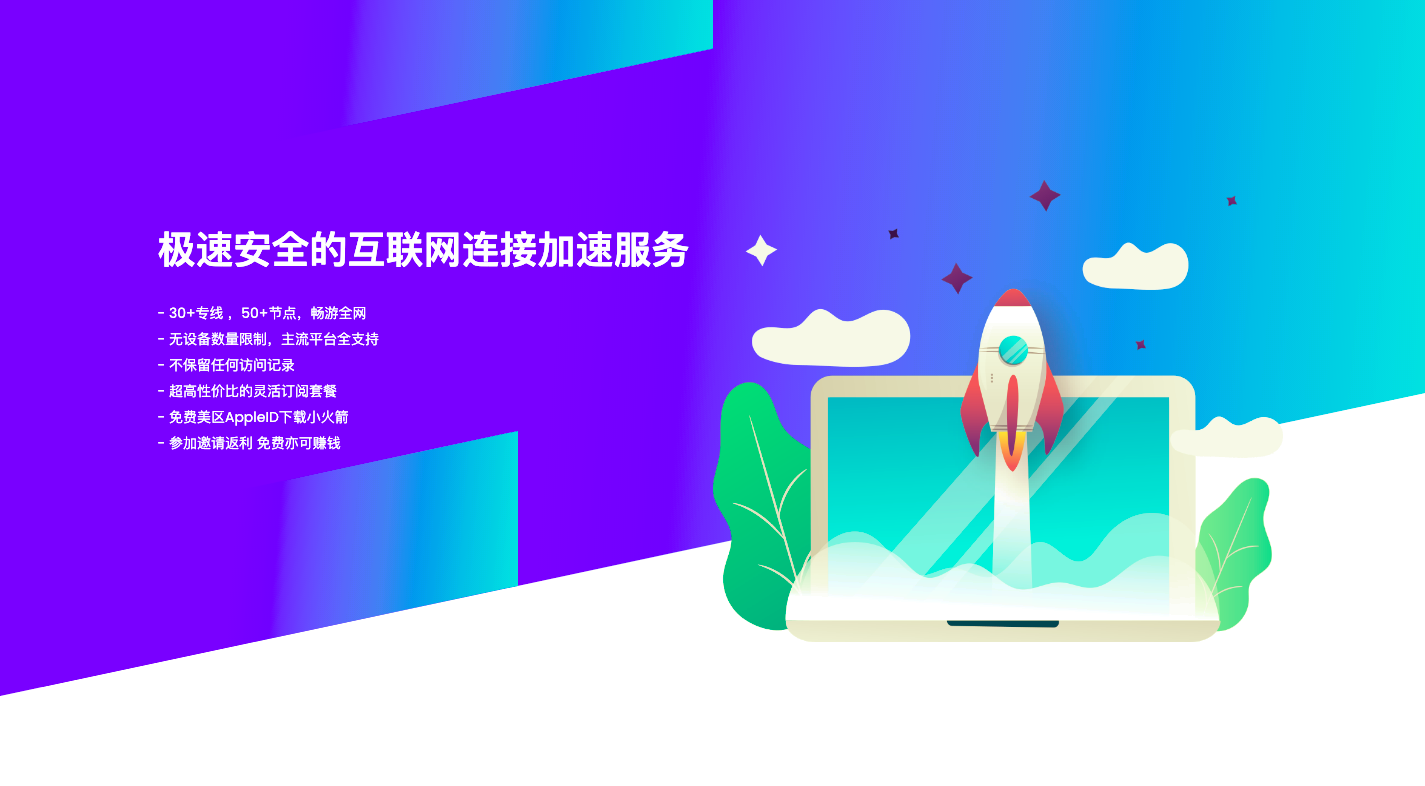 极速安全的互联网连接加速服务
- 30+专线 ，50+节点，畅游全网
- 无设备数量限制，主流平台全支持
- 不保留任何访问记录
- 超高性价比的灵活订阅套餐
- 免费美区AppleID下载小火箭
- 参加邀请返利 免费亦可赚钱